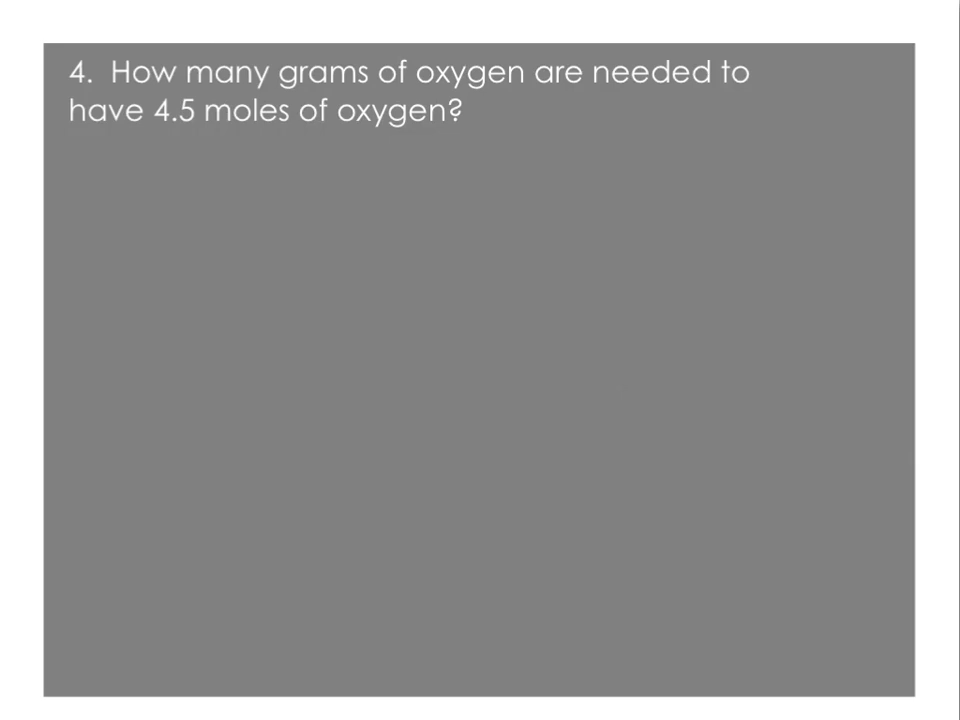 4. How many grams of oxygen are needed to
have 4.5 moles of oxygen?